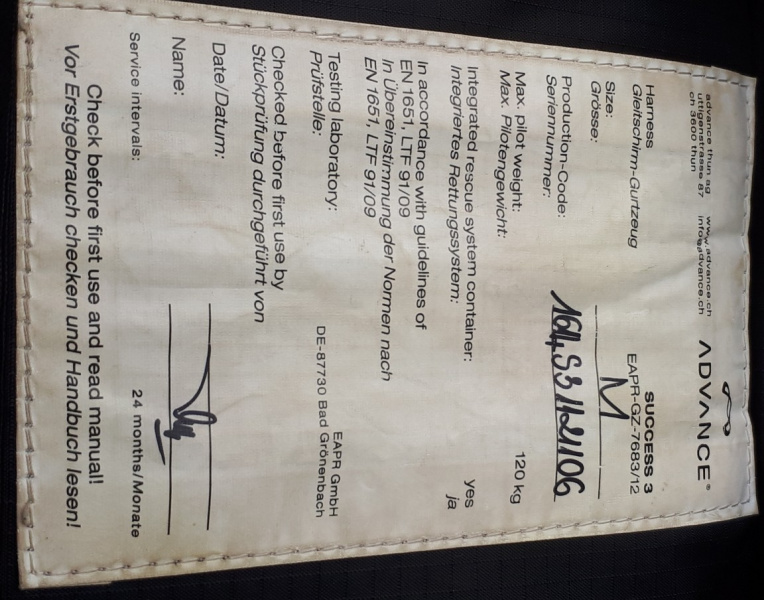 ADVANCE®
advance thun ag www.advance.ch
uttigenstrasse 87 info@advance.ch
ch 3600 thun
Harness SUCCESS 3
Gleitschirm-Gurtzeug EAPR-GZ-7683/12
Size: M
Grösse:
Production-Code:
Seriennummer:
Max. pilot weight: 120 kg
Max. Pilotengewicht:
Integrated rescue system container: yes
Integriertes Rettungssystem: ja
In accordance with guidelines of
EN 1651, LTF 91/09
In Übereinstimmung der Normen nach
EN 1651, LTF 91/09
Testing laboratory: EAPR GmbH
Prüfstelle: DE-87730 Bad Grönenbach
Checked before first use by
Stückprüfung durchgeführt von
Date/Datum:
Name:
Service intervals: 24 months/Monate
Check before first use and read manual!
Vor Erstgebrauch checken und Handbuch lesen!